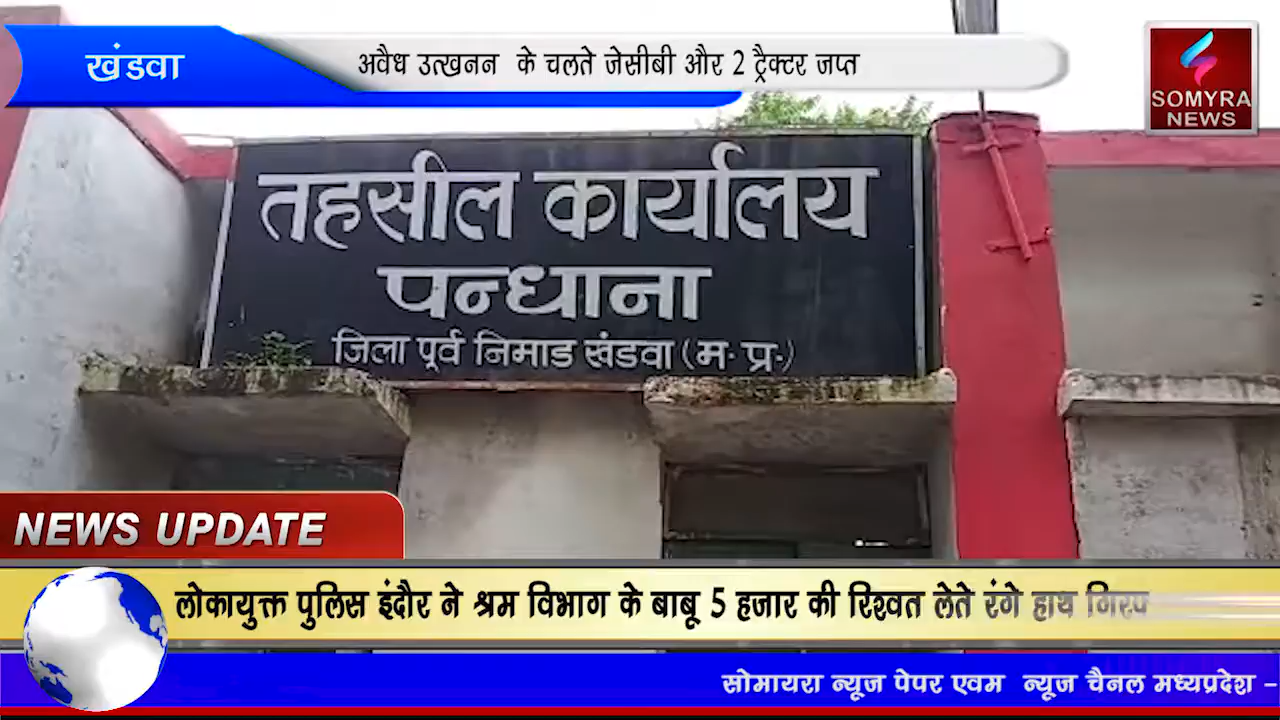 खंडवा
अवैध उत्खनन के चलते जेसीबी और 2 ट्रैक्टर जप्त
SOMYRA
NEWS
तहसील कार्यालय
पन्धाना
जिला पूर्व निमाड खंडवा (म. प्र.)
NEWS UPDATE
लोकायुक्त पुलिस इंदौर ने श्रम विभाग के बाबू 5 हजार की रिश्वत लेते रंगे हाथ
सोमायरा न्यूज पेपर एवम न्यूज चैनल मध्यप्रदेश -